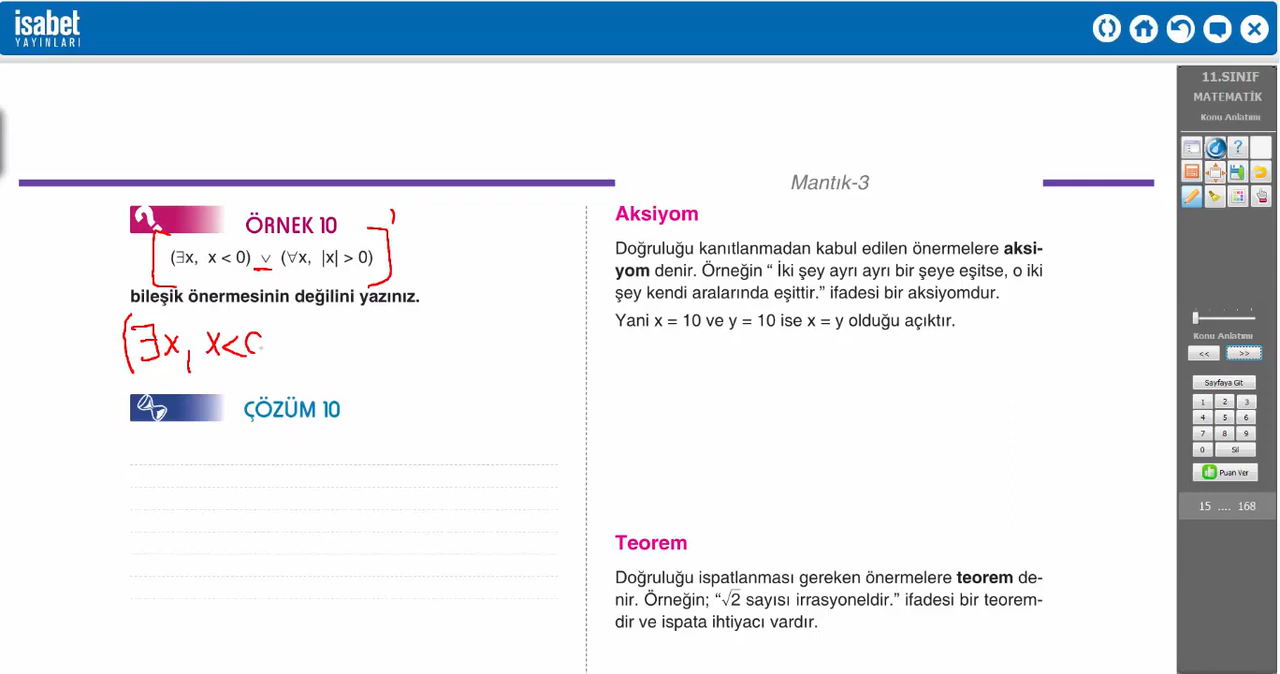 isabet
YAYINLARI
11.SINIF
MATEMATİK
Konu Anlatımı
Mantık-3
ÖRNEK 10
(∃x, x < 0) ∨ (∀x, |x| > 0)
bileşik önermesinin değilini yazınız.
(∃x, x<0
ÇÖZÜM 10
Aksiyom
Doğruluğu kanıtlanmadan kabul edilen önermelere aksi-
yom denir. Örneğin “ İki şey ayrı ayrı bir şeye eşitse, o iki
şey kendi aralarında eşittir.” ifadesi bir aksiyomdur.
Yani x = 10 ve y = 10 ise x = y olduğu açıktır.
Teorem
Doğruluğu ispatlanması gereken önermelere teorem de-
nir. Örneğin; “√2 sayısı irrasyoneldir.” ifadesi bir teorem-
dir ve ispata ihtiyacı vardır.
Konu Anlatımı
<< >>
Sayfaya Git
1 2 3
4 5 6
7 8 9
0 Sil
Puan Ver
15 .... 168